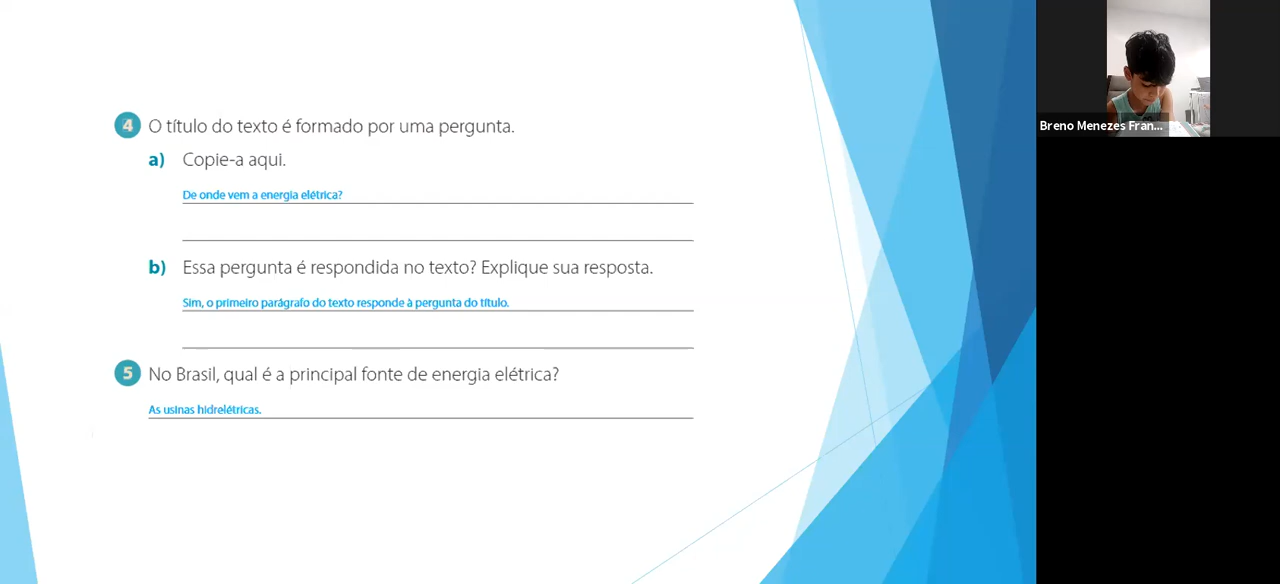 4 O título do texto é formado por uma pergunta.
a) Copie-a aqui.
De onde vem a energia elétrica?
b) Essa pergunta é respondida no texto? Explique sua resposta.
Sim, o primeiro parágrafo do texto responde à pergunta do título.
5 No Brasil, qual é a principal fonte de energia elétrica?
As usinas hidrelétricas.
Breno Menezes Fran...